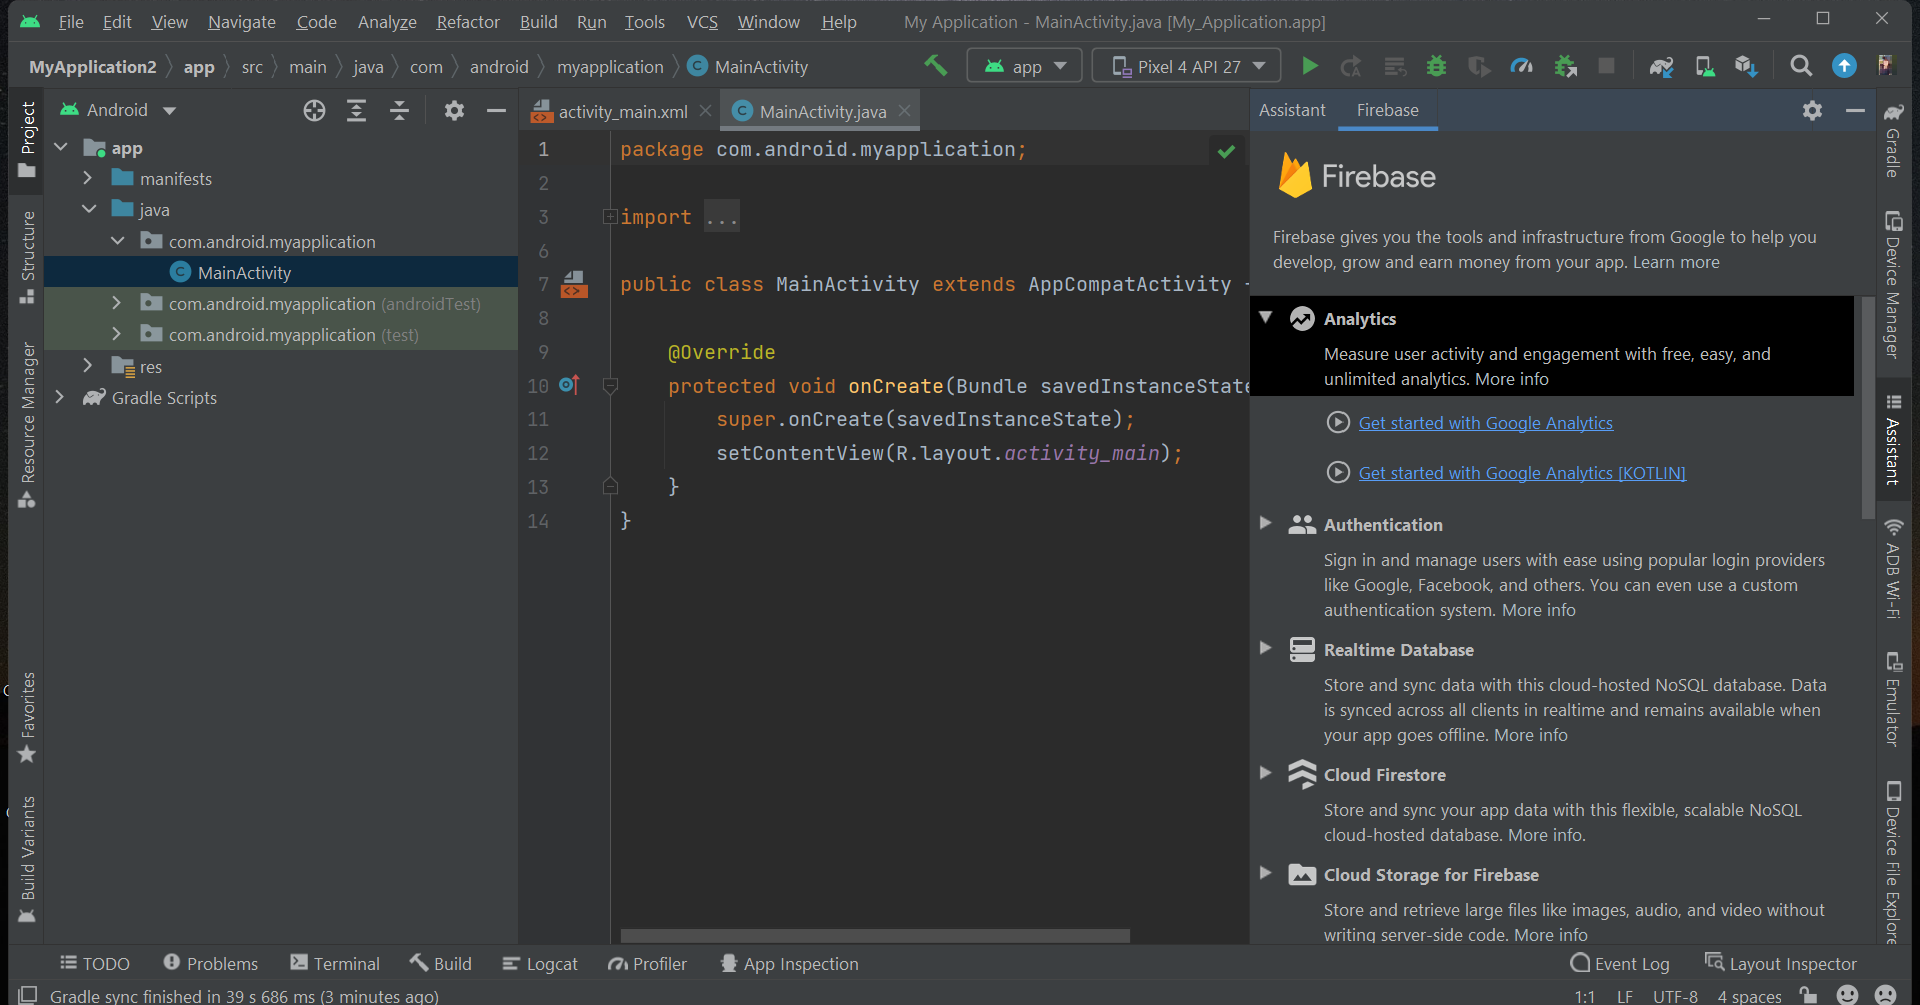 File Edit View Navigate Code Analyze Refactor Build Run Tools VCS Window Help My Application - MainActivity.java [My_Application.app]
MyApplication2 app src main java com android myapplication MainActivity app Pixel 4 API 27
Project
Structure
Resource Manager
Favorites
Build Variants
Android
app
manifests
java
com.android.myapplication
MainActivity
com.android.myapplication (androidTest)
com.android.myapplication (test)
res
Gradle Scripts
activity_main.xml MainActivity.java
1 package com.android.myapplication;
2
3 import ...
6
7 public class MainActivity extends AppCompatActivity
8
9 @Override
10 protected void onCreate(Bundle savedInstanceState
11 super.onCreate(savedInstanceState);
12 setContentView(R.layout.activity_main);
13 }
14 }
Assistant Firebase
Firebase
Firebase gives you the tools and infrastructure from Google to help you
develop, grow and earn money from your app. Learn more
Analytics
Measure user activity and engagement with free, easy, and
unlimited analytics. More info
Get started with Google Analytics
Get started with Google Analytics [KOTLIN]
Authentication
Sign in and manage users with ease using popular login providers
like Google, Facebook, and others. You can even use a custom
authentication system. More info
Realtime Database
Store and sync data with this cloud-hosted NoSQL database. Data
is synced across all clients in realtime and remains available when
your app goes offline. More info
Cloud Firestore
Store and sync your app data with this flexible, scalable NoSQL
cloud-hosted database. More info.
Cloud Storage for Firebase
Store and retrieve large files like images, audio, and video without
writing server-side code. More info
Gradle
Device Manager
Assistant
ADB Wi-Fi
Emulator
Device File Explore
TODO Problems Terminal Build Logcat Profiler App Inspection Event Log Layout Inspector
Gradle sync finished in 39 s 686 ms (3 minutes ago) 1:1 LF UTF-8 4 spaces